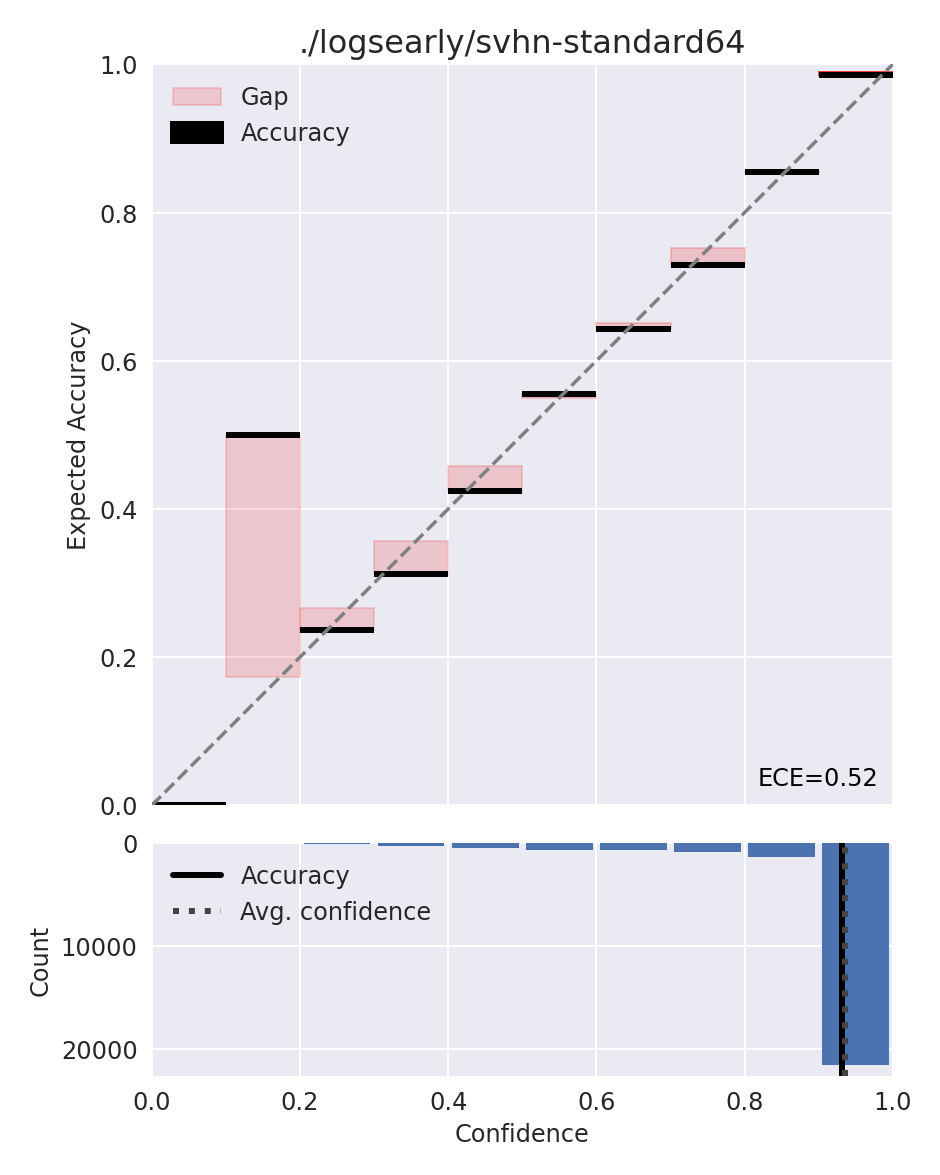 ./logsearly/svhn-standard64
1.0
Gap
Accuracy
0.8
0.6
Expected Accuracy
0.4
0.2
ECE=0.52
0.0
0
Accuracy
Avg. confidence
Count
10000
20000
0.0 0.2 0.4 0.6 0.8 1.0
Confidence